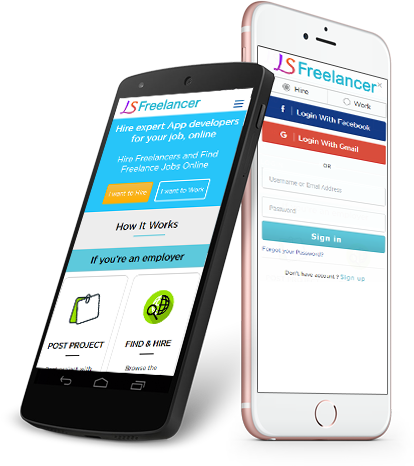 LS Freelancer
Hire expert App developers
for your job, online
Hire Freelancers and Find
Freelance Jobs Online
I want to Hire
I want to Work
How It Works
If you're an employer
POST PROJECT
FIND & HIRE
Browse the
LS Freelancer
×
Hire
Work
f Login With Facebook
G Login With Gmail
OR
Username or Email Address
Password
Sign in
Forgot your Password?
Don't have account ? Sign up